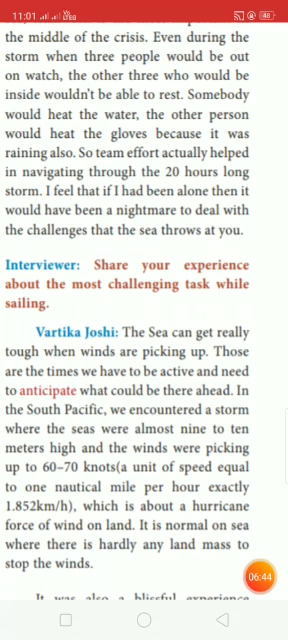 11:01
48
the middle of the crisis. Even during the
storm when three people would be out
on watch, the other three who would be
inside wouldn't be able to rest. Somebody
would heat the water, the other person
would heat the gloves because it was
raining also. So team effort actually helped
in navigating through the 20 hours long
storm. I feel that if I had been alone then it
would have been a nightmare to deal with
the challenges that the sea throws at you.
Interviewer: Share your experience
about the most challenging task while
sailing.
Vartika Joshi: The Sea can get really
tough when winds are picking up. Those
are the times we have to be active and need
to anticipate what could be there ahead. In
the South Pacific, we encountered a storm
where the seas were almost nine to ten
meters high and the winds were picking
up to 60–70 knots(a unit of speed equal
to one nautical mile per hour exactly
1.852km/h), which is about a hurricane
force of wind on land. It is normal on sea
where there is hardly any land mass to
stop the winds.
06:44
It was also a blissful experience